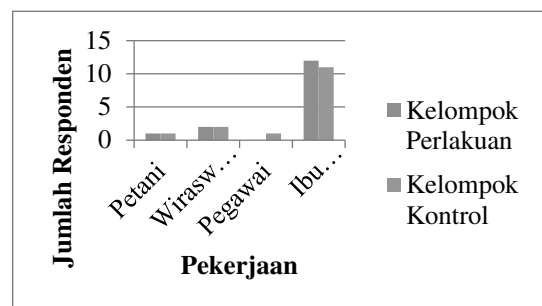 15
10
5
0
Jumlah Responden
Petani
Wirasw…
Pegawai
Ibu…
Pekerjaan
Kelompok
Perlakuan
Kelompok
Kontrol